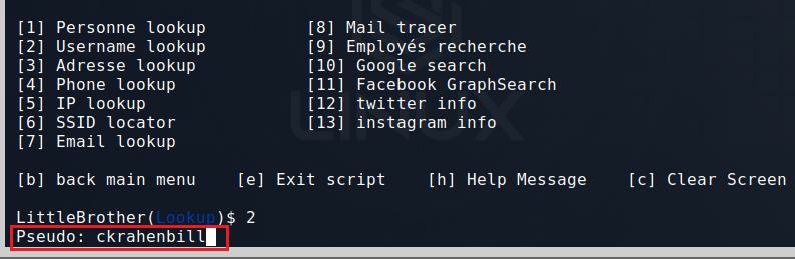 [1] Personne lookup [8] Mail tracer
[2] Username lookup [9] Employés recherche
[3] Adresse lookup [10] Google search
[4] Phone lookup [11] Facebook GraphSearch
[5] IP lookup [12] twitter info
[6] SSID locator [13] instagram info
[7] Email lookup
LINUX
[b] back main menu [e] Exit script [h] Help Message [c] Clear Screen
LittleBrother(Lookup)$ 2
Pseudo: ckrahenbill